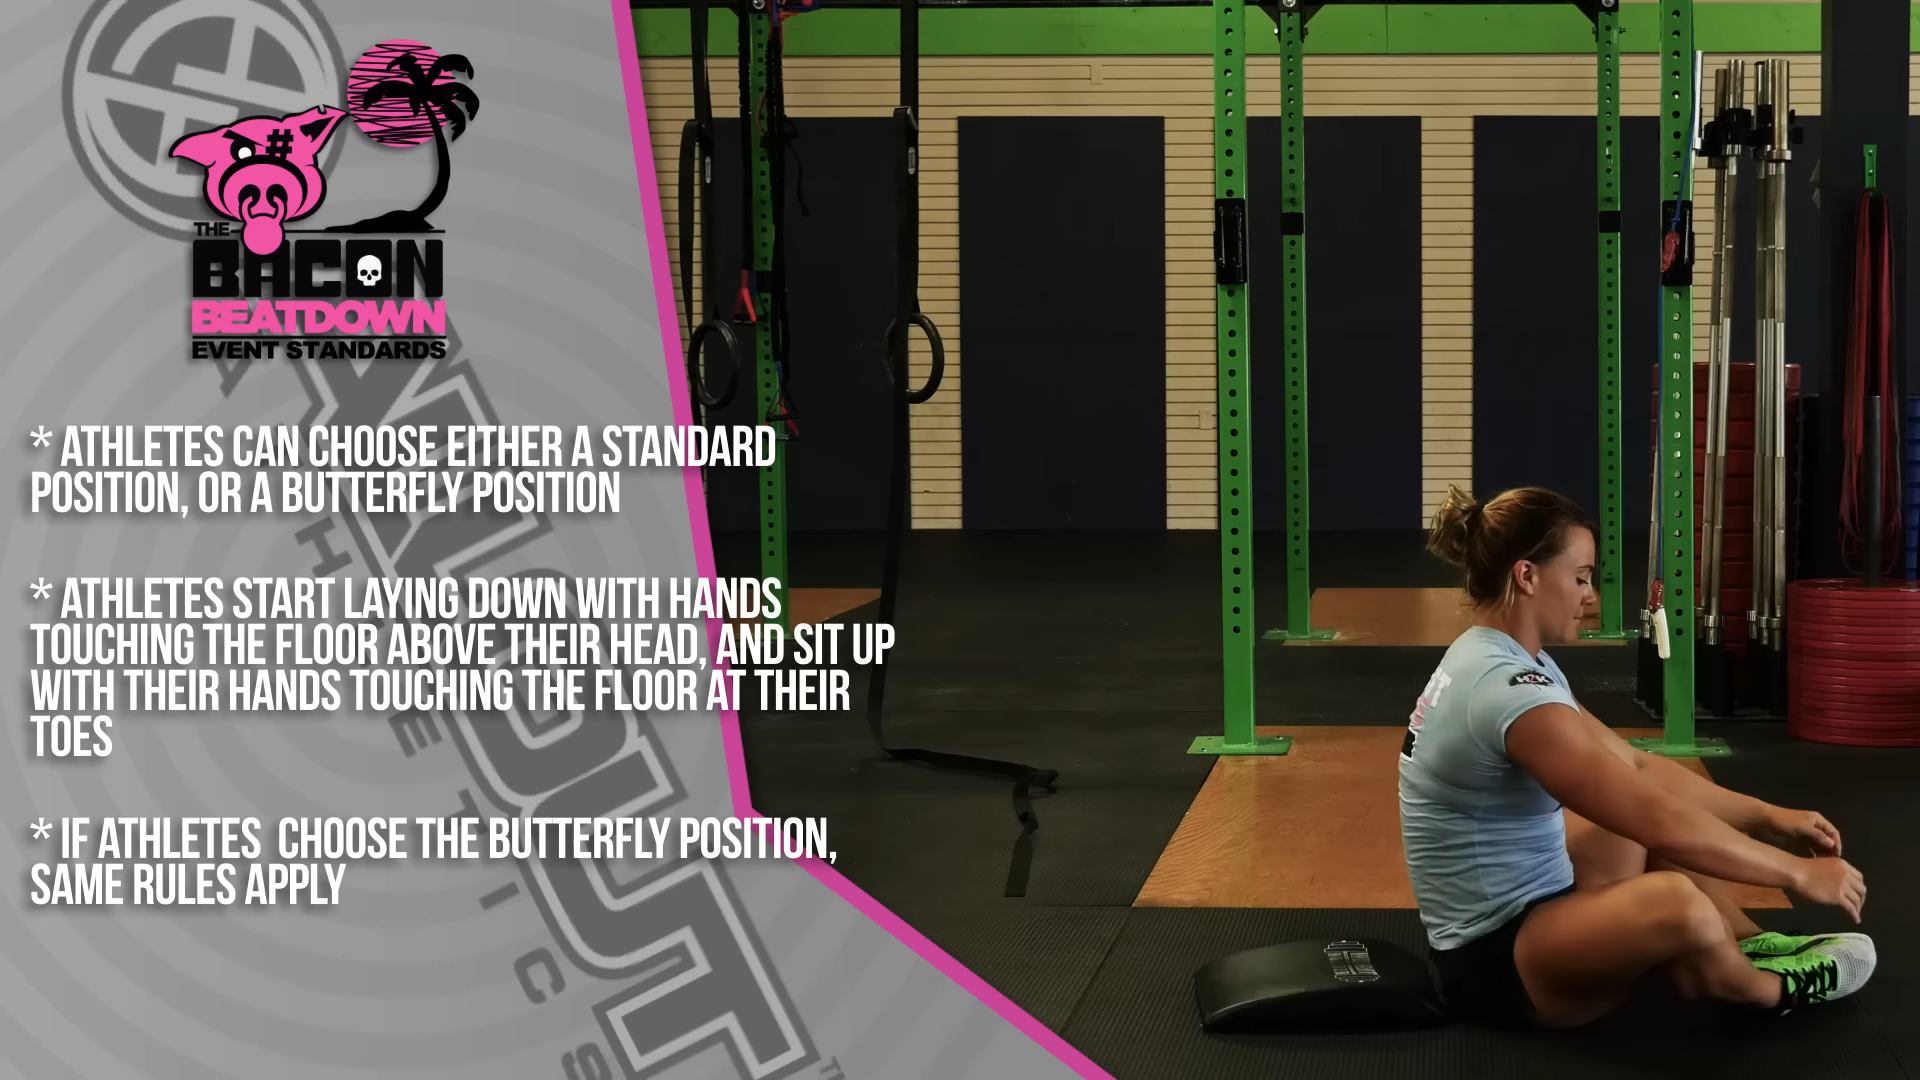 THE
BACON
BEATDOWN
EVENT STANDARDS
* ATHLETES CAN CHOOSE EITHER A STANDARD
POSITION, OR A BUTTERFLY POSITION
* ATHLETES START LAYING DOWN WITH HANDS
TOUCHING THE FLOOR ABOVE THEIR HEAD, AND SIT UP
WITH THEIR HANDS TOUCHING THE FLOOR AT THEIR
TOES
* IF ATHLETES  CHOOSE THE BUTTERFLY POSITION,
SAME RULES APPLY